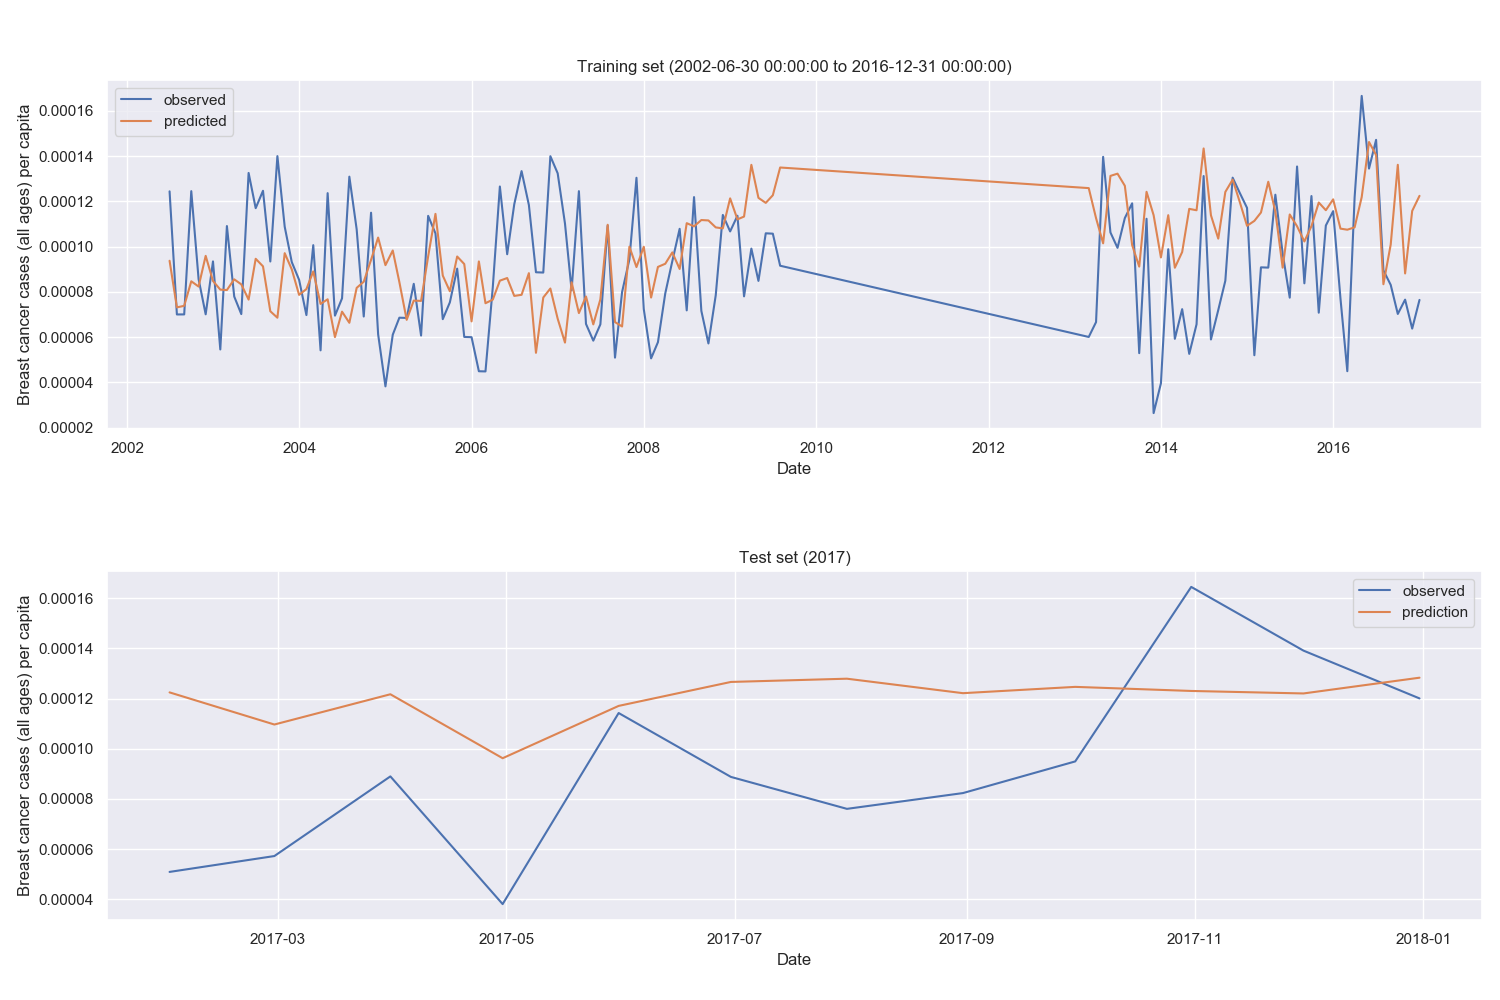 Training set (2002-06-30 00:00:00 to 2016-12-31 00:00:00)
observed
predicted
Breast cancer cases (all ages) per capita
0.00016
0.00014
0.00012
0.00010
0.00008
0.00006
0.00004
0.00002
2002 2004 2006 2008 2010 2012 2014 2016
Date
Test set (2017)
observed
prediction
Breast cancer cases (all ages) per capita
0.00016
0.00014
0.00012
0.00010
0.00008
0.00006
0.00004
2017-03 2017-05 2017-07 2017-09 2017-11 2018-01
Date